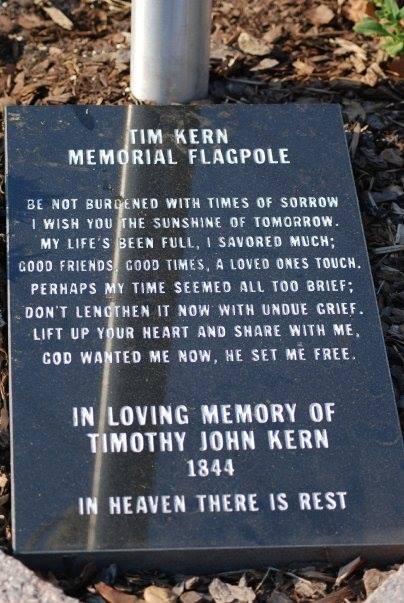 TIM KERN
MEMORIAL FLAGPOLE
BE NOT BURDENED WITH TIMES OF SORROW
I WISH YOU THE SUNSHINE OF TOMORROW.
MY LIFE'S BEEN FULL, I SAVORED MUCH;
GOOD FRIENDS, GOOD TIMES, A LOVED ONES TOUCH.
PERHAPS MY TIME SEEMED ALL TOO BRIEF;
DON'T LENGTHEN IT NOW WITH UNDUE GRIEF.
LIFT UP YOUR HEART AND SHARE WITH ME,
GOD WANTED ME NOW, HE SET ME FREE.
IN LOVING MEMORY OF
TIMOTHY JOHN KERN
1844
IN HEAVEN THERE IS REST